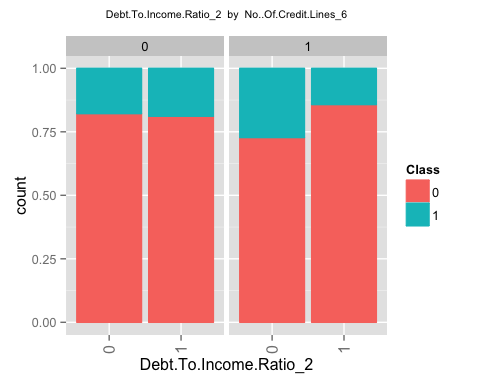 Debt.To.Income.Ratio_2 by No..Of.Credit.Lines_6
0 1
1.00
0.75
0.50
0.25
0.00
count
0 1 0 1
Debt.To.Income.Ratio_2
Class
0
1